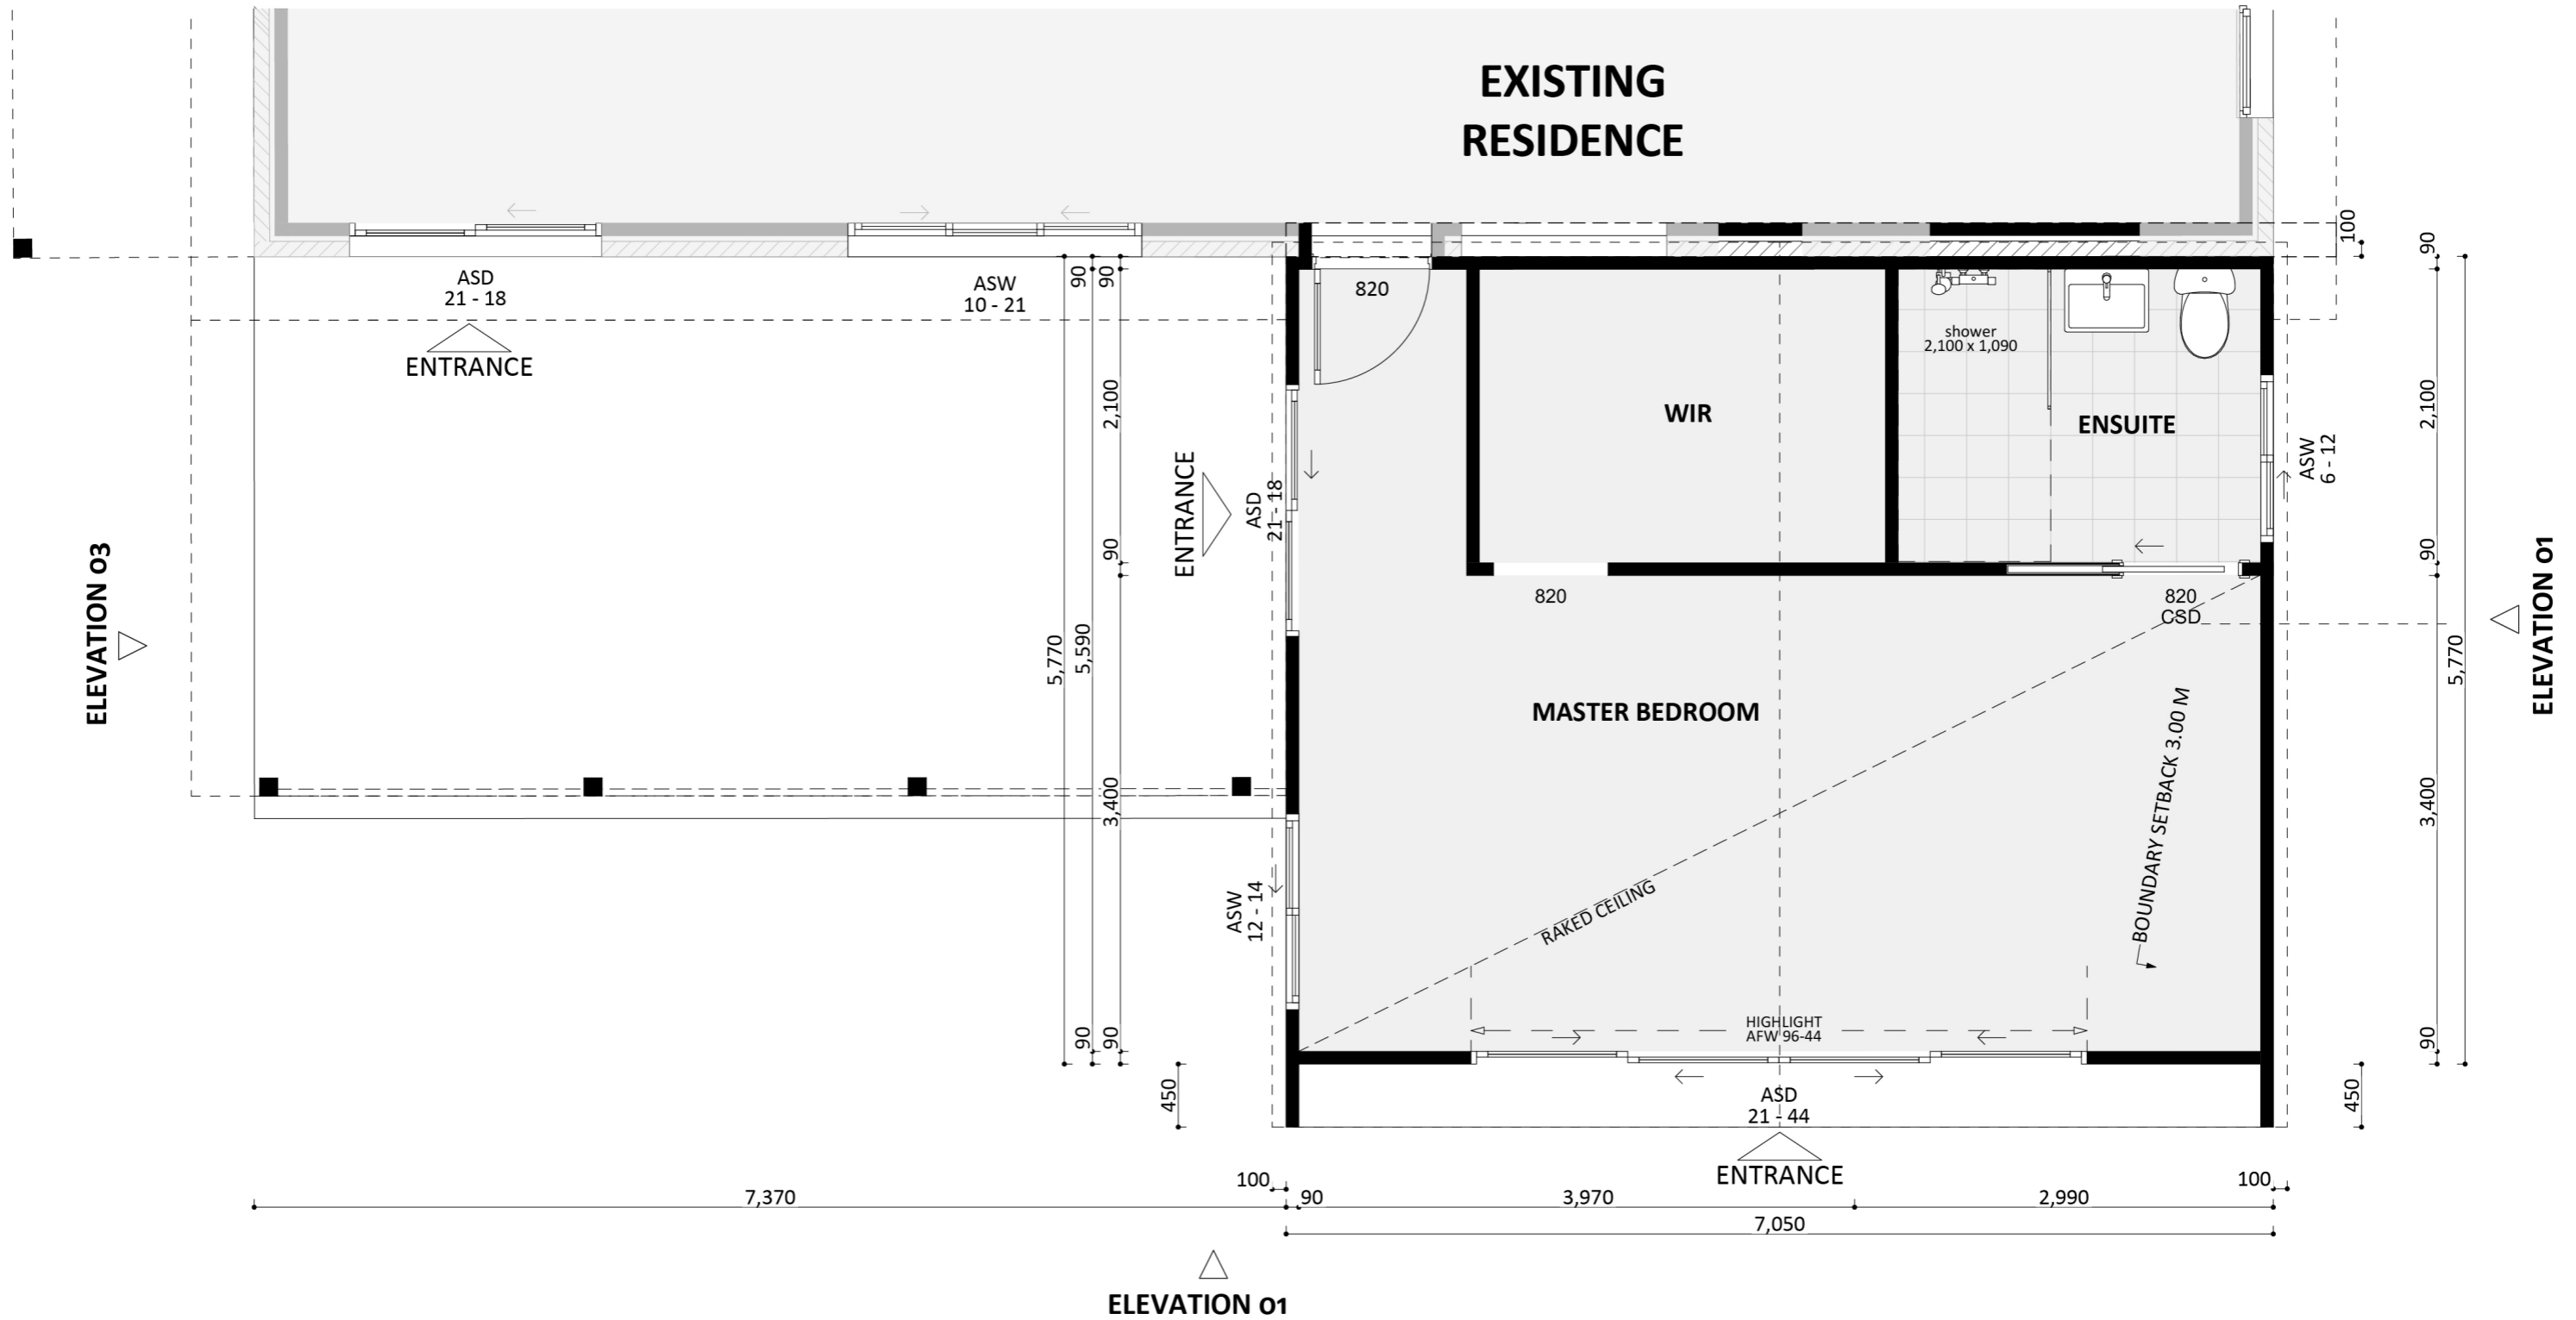 EXISTING
RESIDENCE
100
90
ASD
21 - 18
ASW
10 - 21
90
90
820
ENTRANCE
shower
2,100 x 1,090
2,100
WIR
ENSUITE
2,100
ASW
6 - 12
ENTRANCE
ASD
21 - 18
90
90
820
820
CSD
ELEVATION 03
ELEVATION 01
5,770
5,590
5,770
MASTER BEDROOM
BOUNDARY SETBACK 3.00 M
3,400
3,400
ASW
12 - 14
RAKED CEILING
HIGHLIGHT
AFW 96-44
90
90
90
450
ASD
21 - 44
450
ENTRANCE
100
100
7,370
90
3,970
2,990
7,050
ELEVATION 01